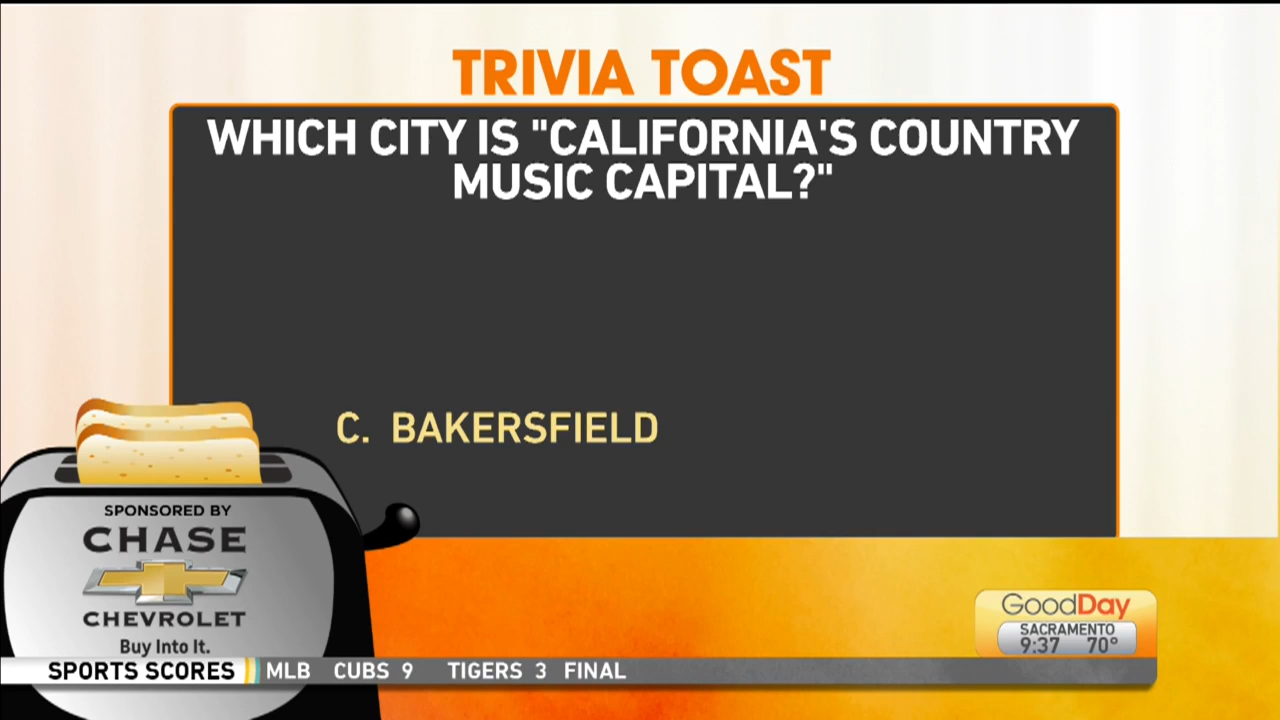 TRIVIA TOAST
WHICH CITY IS "CALIFORNIA'S COUNTRY
MUSIC CAPITAL?"
C. BAKERSFIELD
SPONSORED BY
CHASE
CHEVROLET
Buy Into It.
GoodDay
SACRAMENTO
9:37 70°
SPORTS SCORES MLB CUBS 9 TIGERS 3 FINAL